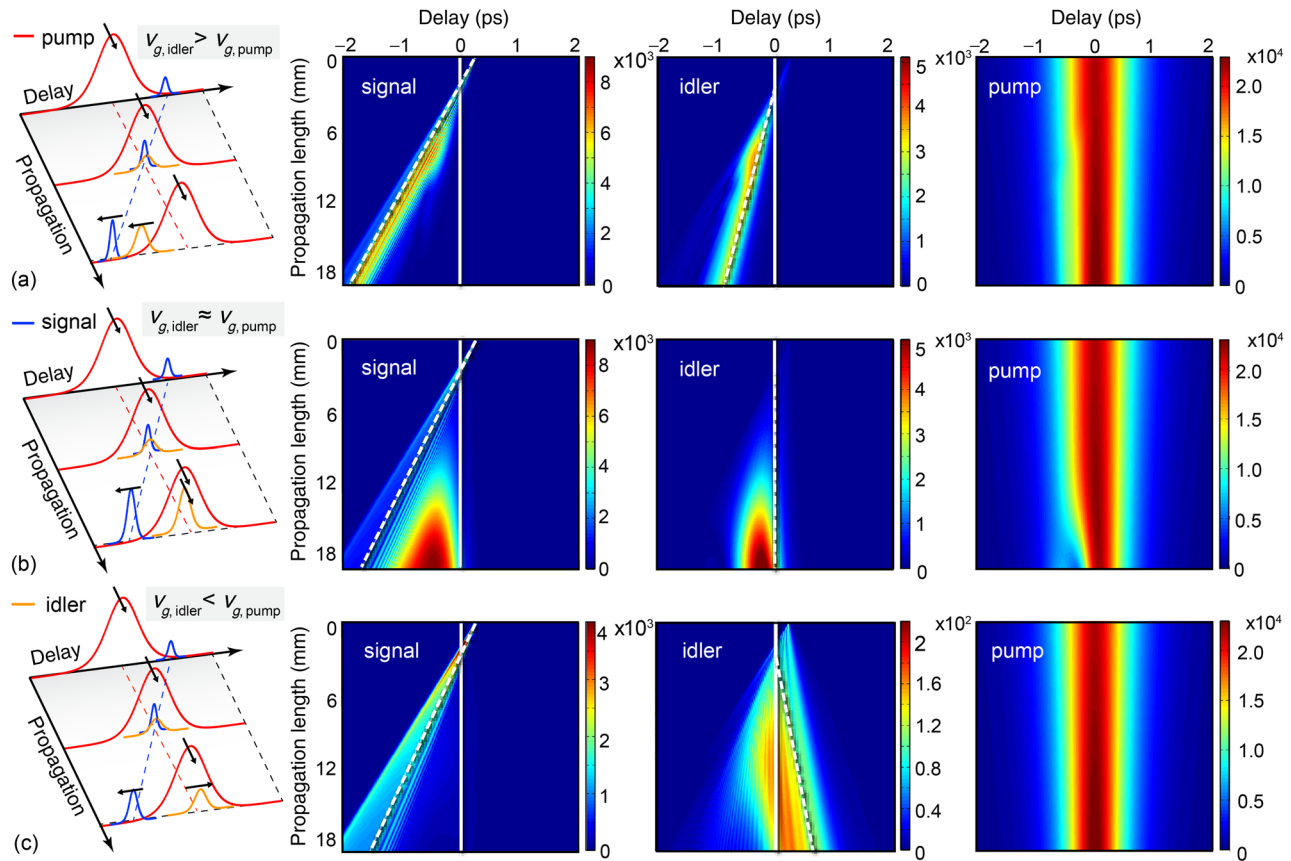 Delay (ps) Delay (ps) Delay (ps)
−2 −1 0 1 2 −2 −1 0 1 2 −2 −1 0 1 2
pump v g, idler > v g, pump
Delay
Propagation
(a)
Propagation length (mm)
0
6
12
18
signal
x10³
8
6
4
2
0
idler
x10³
5
4
3
2
1
0
pump
x10⁴
2.0
1.5
1.0
0.5
0
signal v g, idler ≈ v g, pump
Delay
Propagation
(b)
Propagation length (mm)
0
6
12
18
signal
x10³
8
6
4
2
0
idler
x10³
5
4
3
2
1
0
pump
x10⁴
2.0
1.5
1.0
0.5
0
idler v g, idler < v g, pump
Delay
Propagation
(c)
Propagation length (mm)
0
6
12
18
signal
x10³
4
3
2
1
0
idler
x10²
2
1.6
1.2
0.8
0.4
0
pump
x10⁴
2.0
1.5
1.0
0.5
0